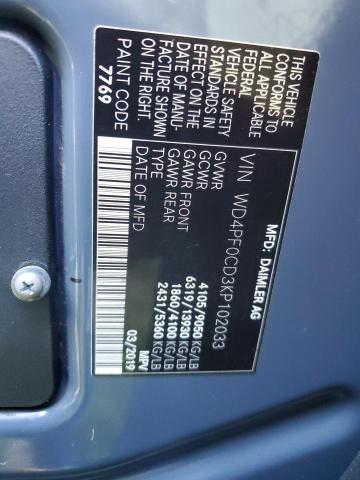 MFD. BY
DAIMLER AG
VIN WD4PF0CD3KP102033
GVWR 4105/9050 KG/LB
GCWR 6319/13930 KG/LB
GAWR FRONT 1860/4100 KG/LB
GAWR REAR 2431/5360 KG/LB
TYPE MPV
DATE OF MFD. 03/2019
THIS VEHICLE
CONFORMS TO
ALL APPLICABLE
U.S. FEDERAL MOTOR
VEHICLE SAFETY
STANDARDS IN
EFFECT ON THE
DATE OF MANU-
FACTURE SHOWN
ON THE RIGHT.
PAINT CODE
7769